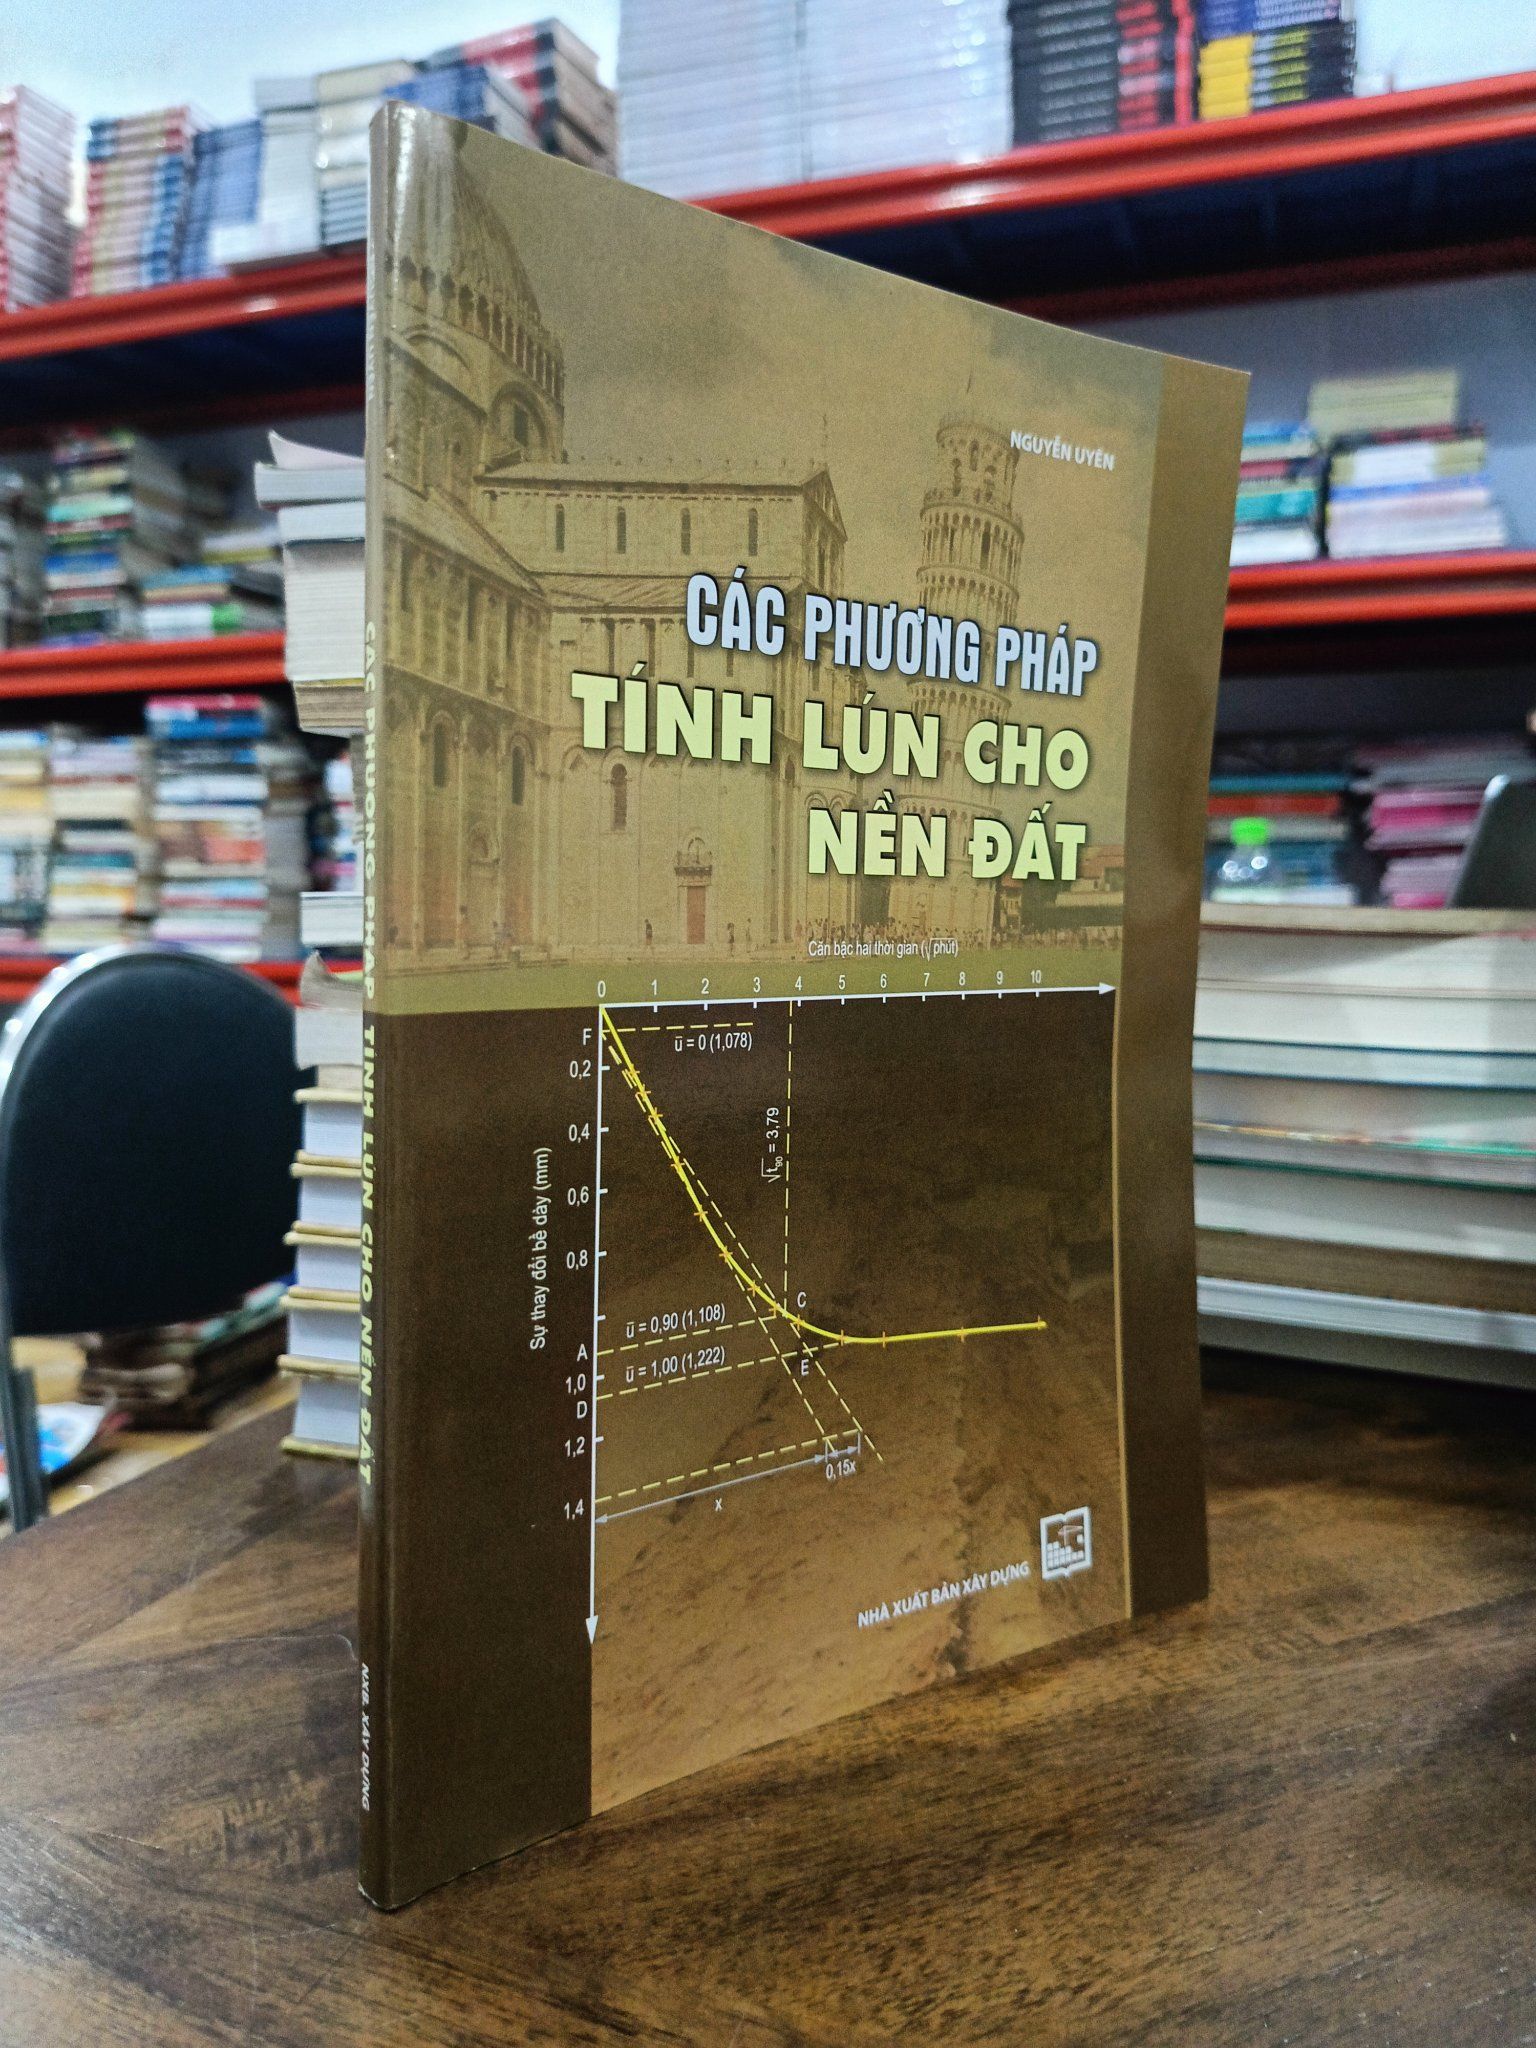 NGUYỄN UYÊN
CÁC PHƯƠNG PHÁP
TÍNH LÚN CHO
NỀN ĐẤT
Căn bậc hai thời gian (√phút)
0 1 2 3 4 5 6 7 8 9 10
F
ū = 0 (1,078)
0,2
0,4
√t₉₀ = 3,79
0,6
Sự thay đổi bề dày (mm)
0,8
C
ū = 0,90 (1,108)
A
E
ū = 1,00 (1,222)
1,0
D
1,2
0,15x
x
1,4
NHÀ XUẤT BẢN XÂY DỰNG
CÁC PHƯƠNG PHÁP TÍNH LÚN CHO NỀN ĐẤT
NXB. XÂY DỰNG